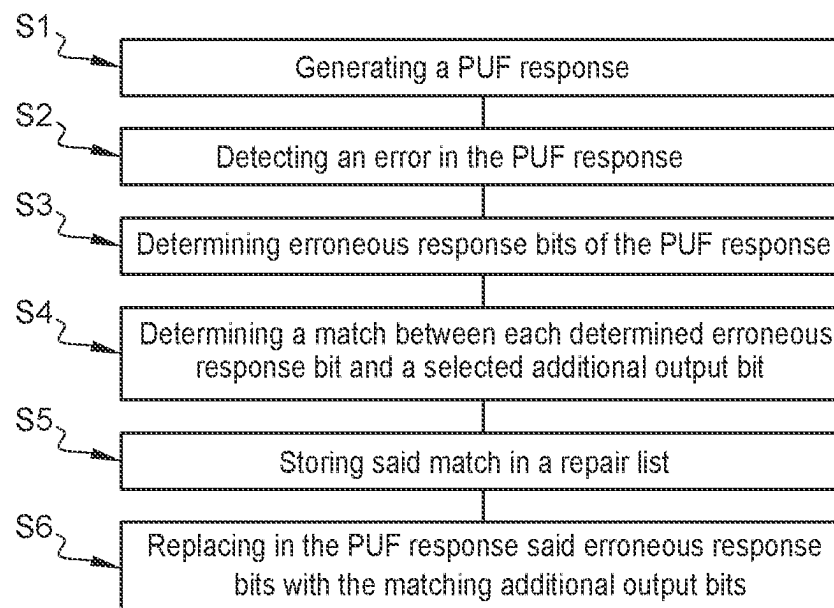 S1
Generating a PUF response
S2
Detecting an error in the PUF response
S3
Determining erroneous response bits of the PUF response
S4
Determining a match between each determined erroneous
response bit and a selected additional output bit
S5
Storing said match in a repair list
S6
Replacing in the PUF response said erroneous response
bits with the matching additional output bits